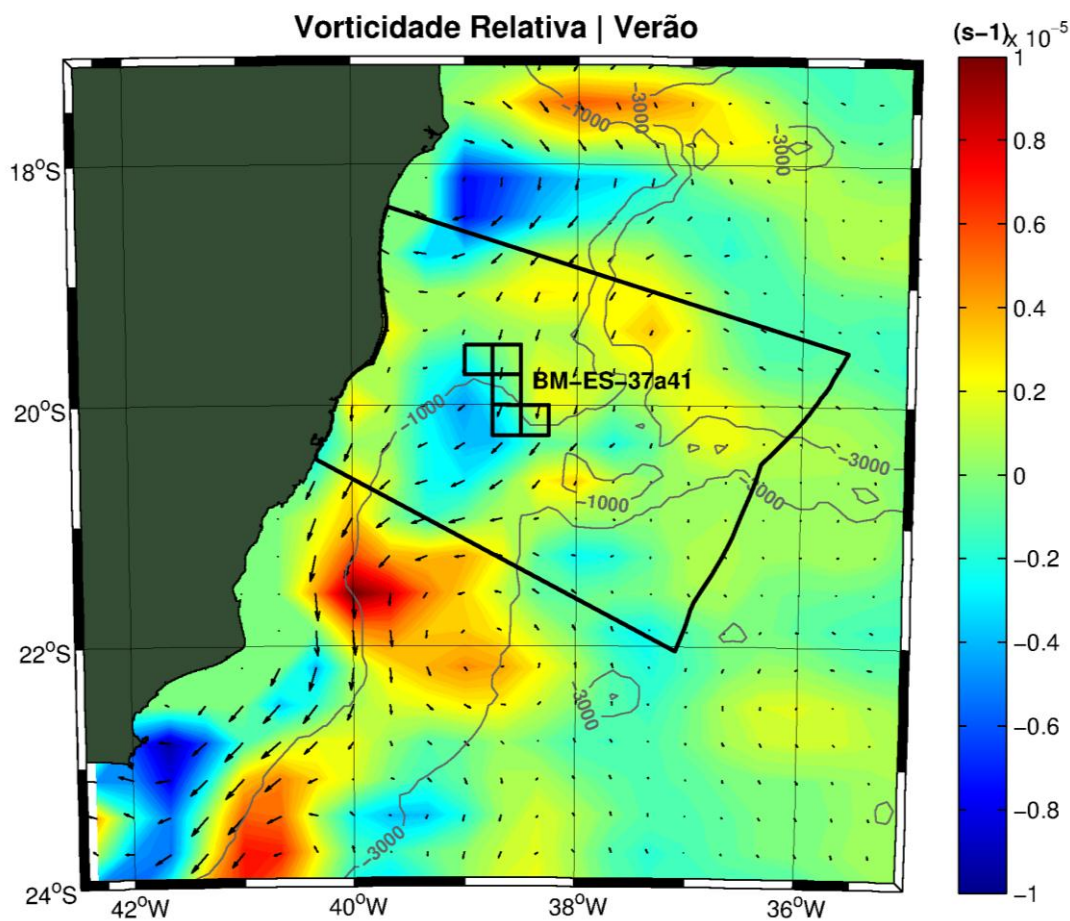 Vorticidade Relativa | Verão
(s−1)
x 10⁻⁵
1
0.8
0.6
0.4
0.2
0
−0.2
−0.4
−0.6
−0.8
−1
18°S
20°S
22°S
24°S
42°W
40°W
38°W
36°W
−1000
−3000
−3000
BM−ES−37a41
−1000
−3000
−1000
−3000
−3000
−3000